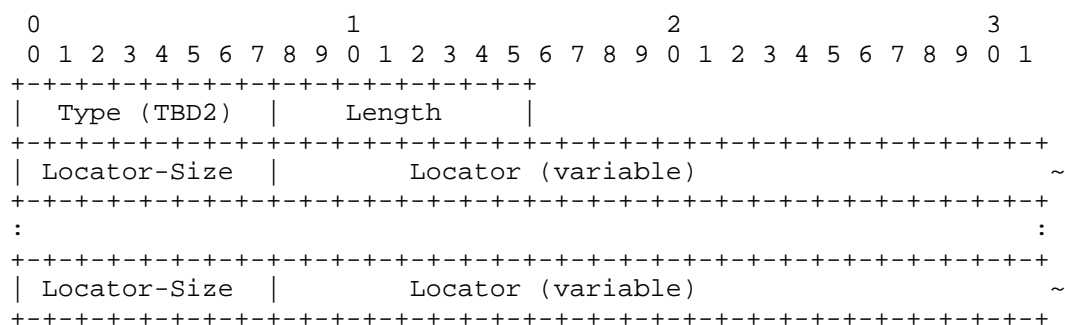 0                   1                   2                   3
 0 1 2 3 4 5 6 7 8 9 0 1 2 3 4 5 6 7 8 9 0 1 2 3 4 5 6 7 8 9 0 1
+-+-+-+-+-+-+-+-+-+-+-+-+-+-+-+-+
|  Type (TBD2)  |    Length     |
+-+-+-+-+-+-+-+-+-+-+-+-+-+-+-+-+-+-+-+-+-+-+-+-+-+-+-+-+-+-+-+-+
| Locator-Size  |        Locator (variable)                      ~
+-+-+-+-+-+-+-+-+-+-+-+-+-+-+-+-+-+-+-+-+-+-+-+-+-+-+-+-+-+-+-+-+
:                                                               :
+-+-+-+-+-+-+-+-+-+-+-+-+-+-+-+-+-+-+-+-+-+-+-+-+-+-+-+-+-+-+-+-+
| Locator-Size  |        Locator (variable)                      ~
+-+-+-+-+-+-+-+-+-+-+-+-+-+-+-+-+-+-+-+-+-+-+-+-+-+-+-+-+-+-+-+-+